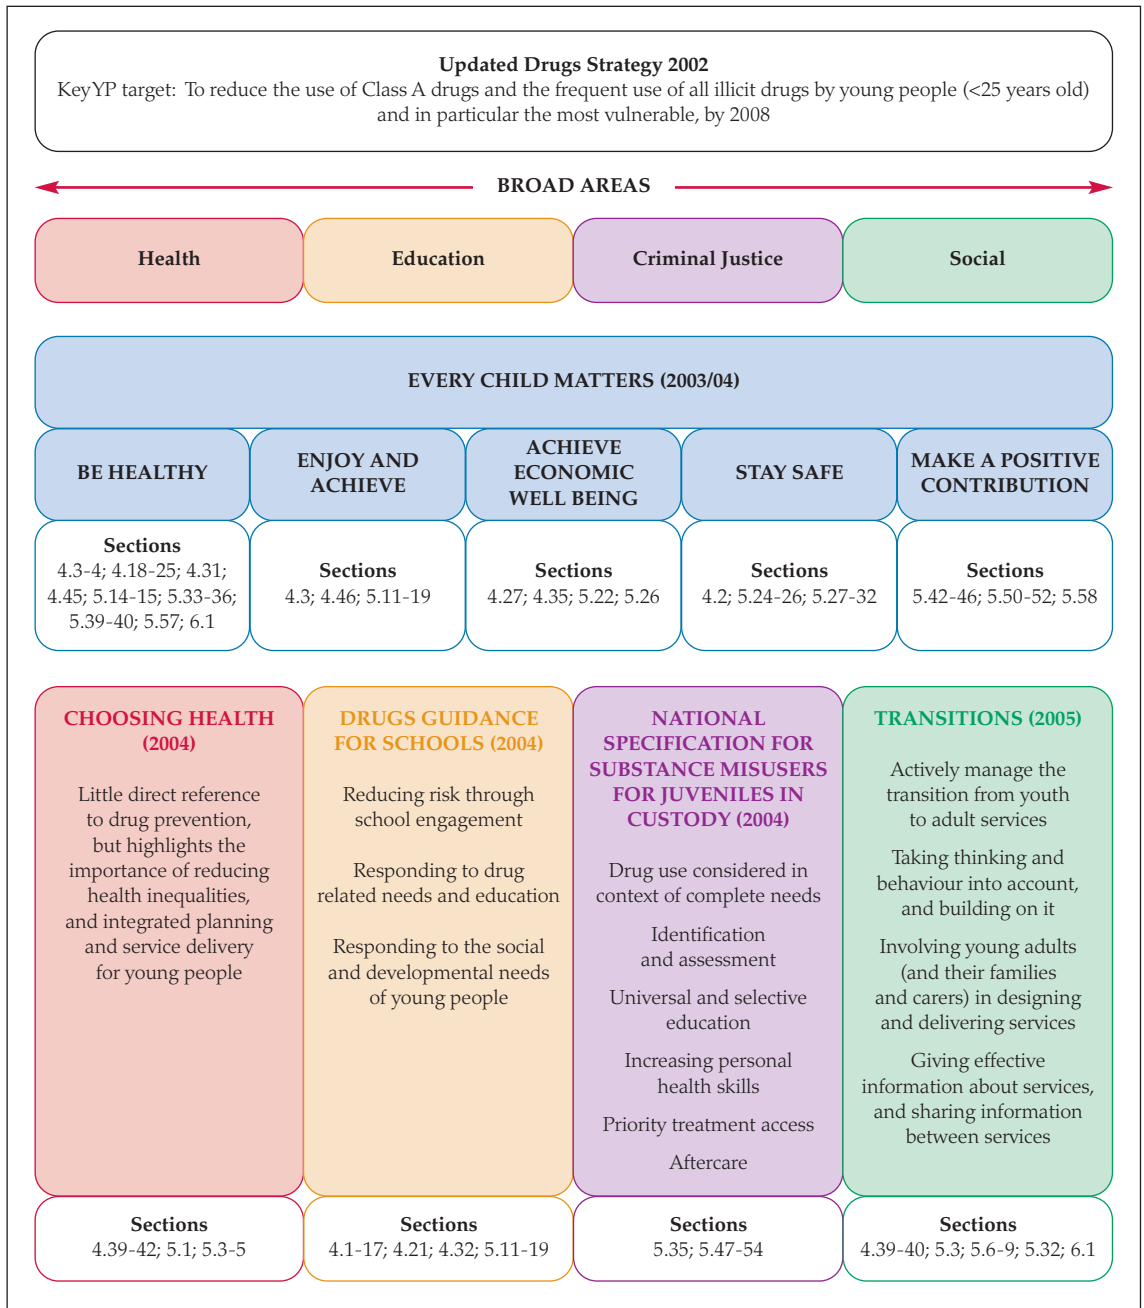 Updated Drugs Strategy 2002
Key YP target: To reduce the use of Class A drugs and the frequent use of all illicit drugs by young people (<25 years old)
and in particular the most vulnerable, by 2008
BROAD AREAS
Health
Education
Criminal Justice
Social
EVERY CHILD MATTERS (2003/04)
BE HEALTHY
ENJOY AND
ACHIEVE
ACHIEVE
ECONOMIC
WELL BEING
STAY SAFE
MAKE A POSITIVE
CONTRIBUTION
Sections
4.3-4; 4.18-25; 4.31;
4.45; 5.14-15; 5.33-36;
5.39-40; 5.57; 6.1
Sections
4.3; 4.46; 5.11-19
Sections
4.27; 4.35; 5.22; 5.26
Sections
4.2; 5.24-26; 5.27-32
Sections
5.42-46; 5.50-52; 5.58
CHOOSING HEALTH
(2004)
Little direct reference
to drug prevention,
but highlights the
importance of reducing
health inequalities,
and integrated planning
and service delivery
for young people
Sections
4.39-42; 5.1; 5.3-5
DRUGS GUIDANCE
FOR SCHOOLS (2004)
Reducing risk through
school engagement
Responding to drug
related needs and education
Responding to the social
and developmental needs
of young people
Sections
4.1-17; 4.21; 4.32; 5.11-19
NATIONAL
SPECIFICATION FOR
SUBSTANCE MISUSERS
FOR JUVENILES IN
CUSTODY (2004)
Drug use considered in
context of complete needs
Identification
and assessment
Universal and selective
education
Increasing personal
health skills
Priority treatment access
Aftercare
Sections
5.35; 5.47-54
TRANSITIONS (2005)
Actively manage the
transition from youth
to adult services
Taking thinking and
behaviour into account,
and building on it
Involving young adults
(and their families
and carers) in designing
and delivering services
Giving effective
information about services,
and sharing information
between services
Sections
4.39-40; 5.3; 5.6-9; 5.32; 6.1